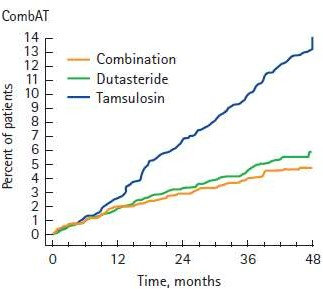 CombAT
14
13
12
11
10
9
8
7
6
5
4
3
2
1
0
Percent of patients
Combination
Dutasteride
Tamsulosin
0 12 24 36 48
Time, months